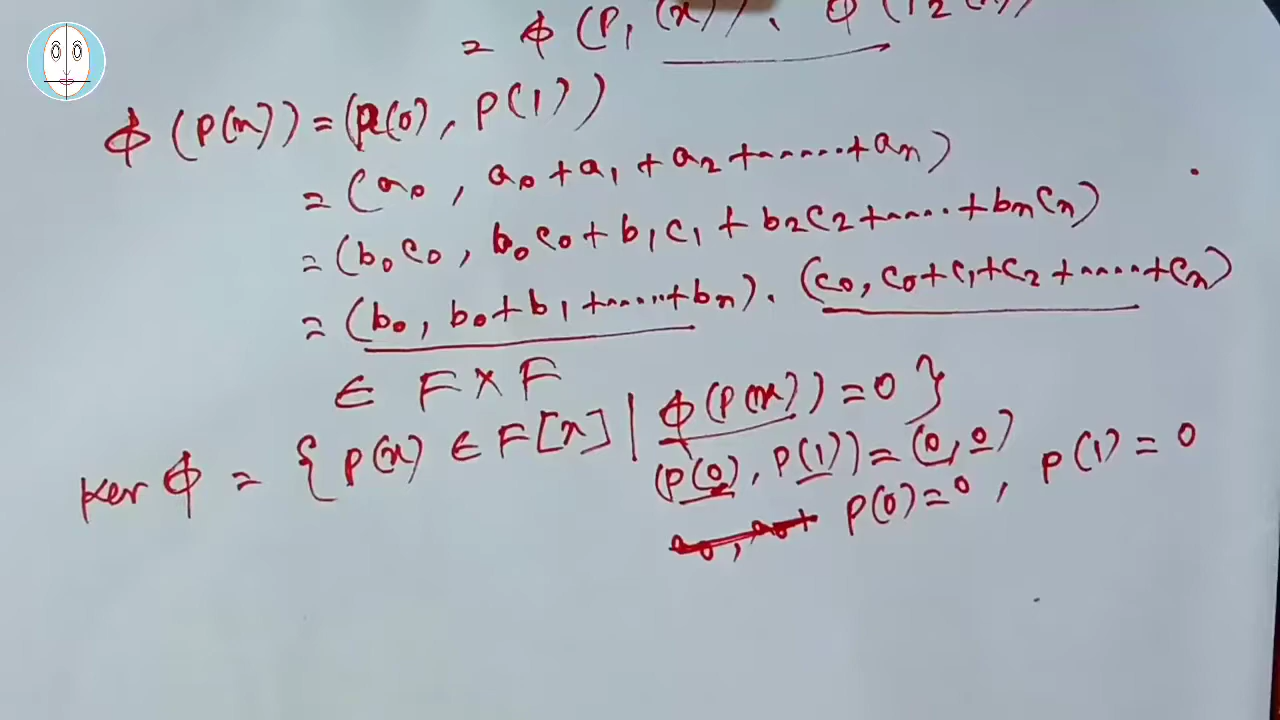 = ϕ (P₁(x)). ϕ (P₂(x))
ϕ (P(x)) = (p(0), P(1))
= (a₀, a₀+a₁ + a₂ +......+ aₙ)
= (b₀c₀, b₀c₀ + b₁c₁ + b₂c₂ +......+ bₙcₙ)
= (b₀, b₀+b₁ +......+bₙ). (c₀, c₀+c₁+c₂ +.....+cₙ)
∈ F × F
Ker ϕ = { P(x) ∈ F[x] | ϕ(P(x)) = 0 }
(P(0), P(1)) = (0, 0)
P(0) = 0, P(1) = 0